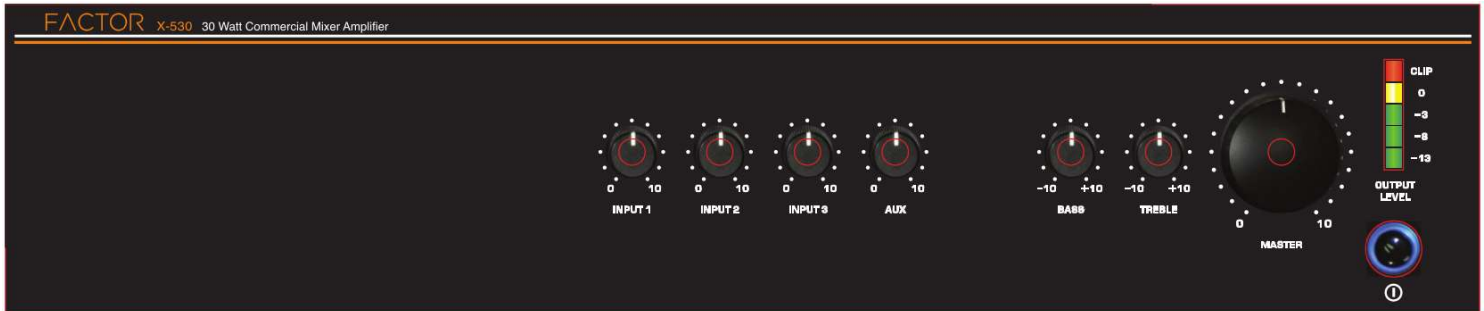 FACTOR X-530 30 Watt Commercial Mixer Amplifier
CLIP
0
-3
-8
-13
OUTPUT
LEVEL
0 10
INPUT 1
0 10
INPUT 2
0 10
INPUT 3
0 10
AUX
-10 +10
BASS
-10 +10
TREBLE
0 10
MASTER